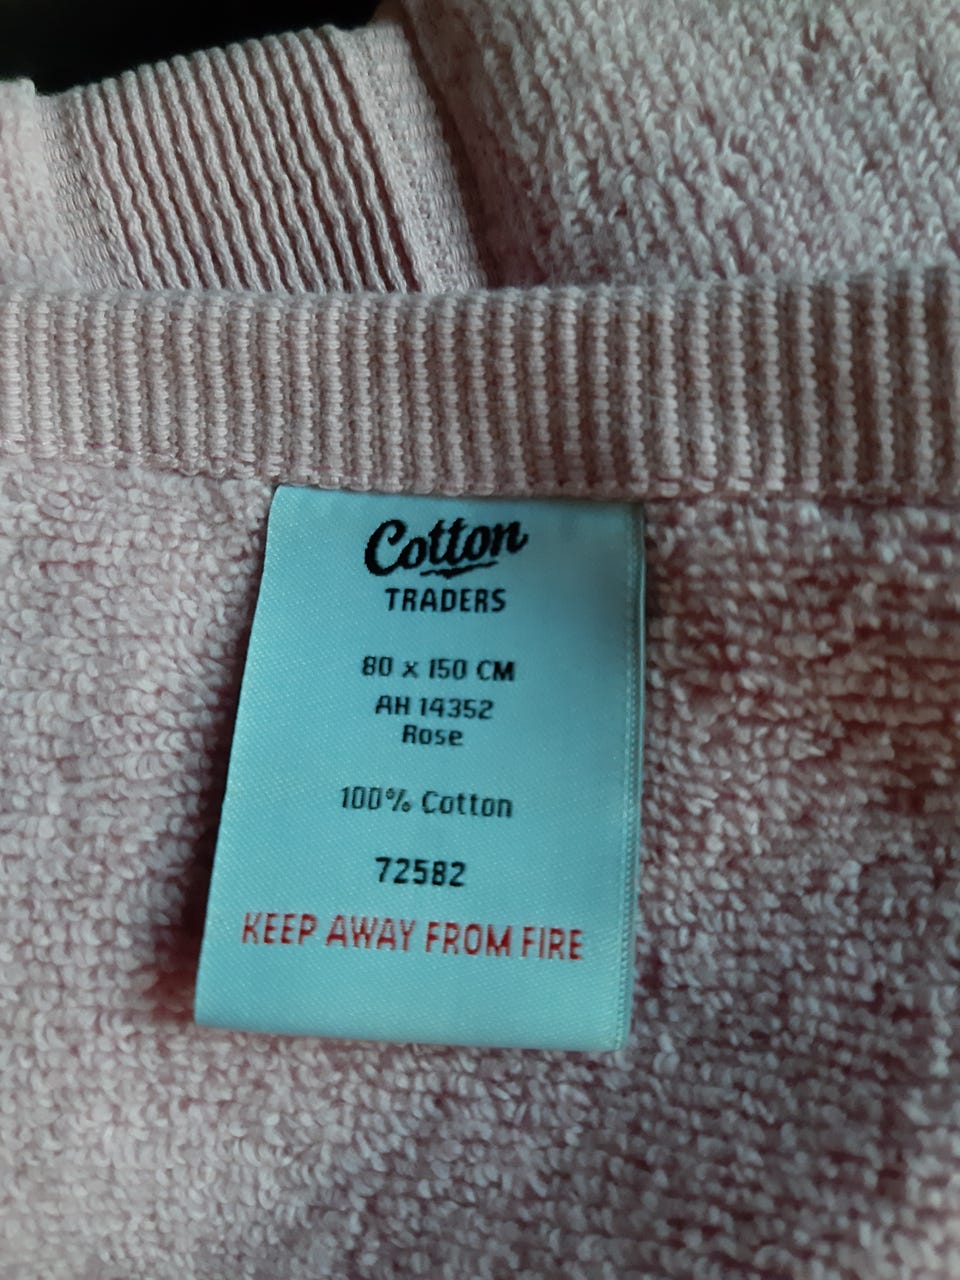 Cotton
TRADERS
80 x 150 CM
AH 14352
Rose
100% Cotton
72582
KEEP AWAY FROM FIRE